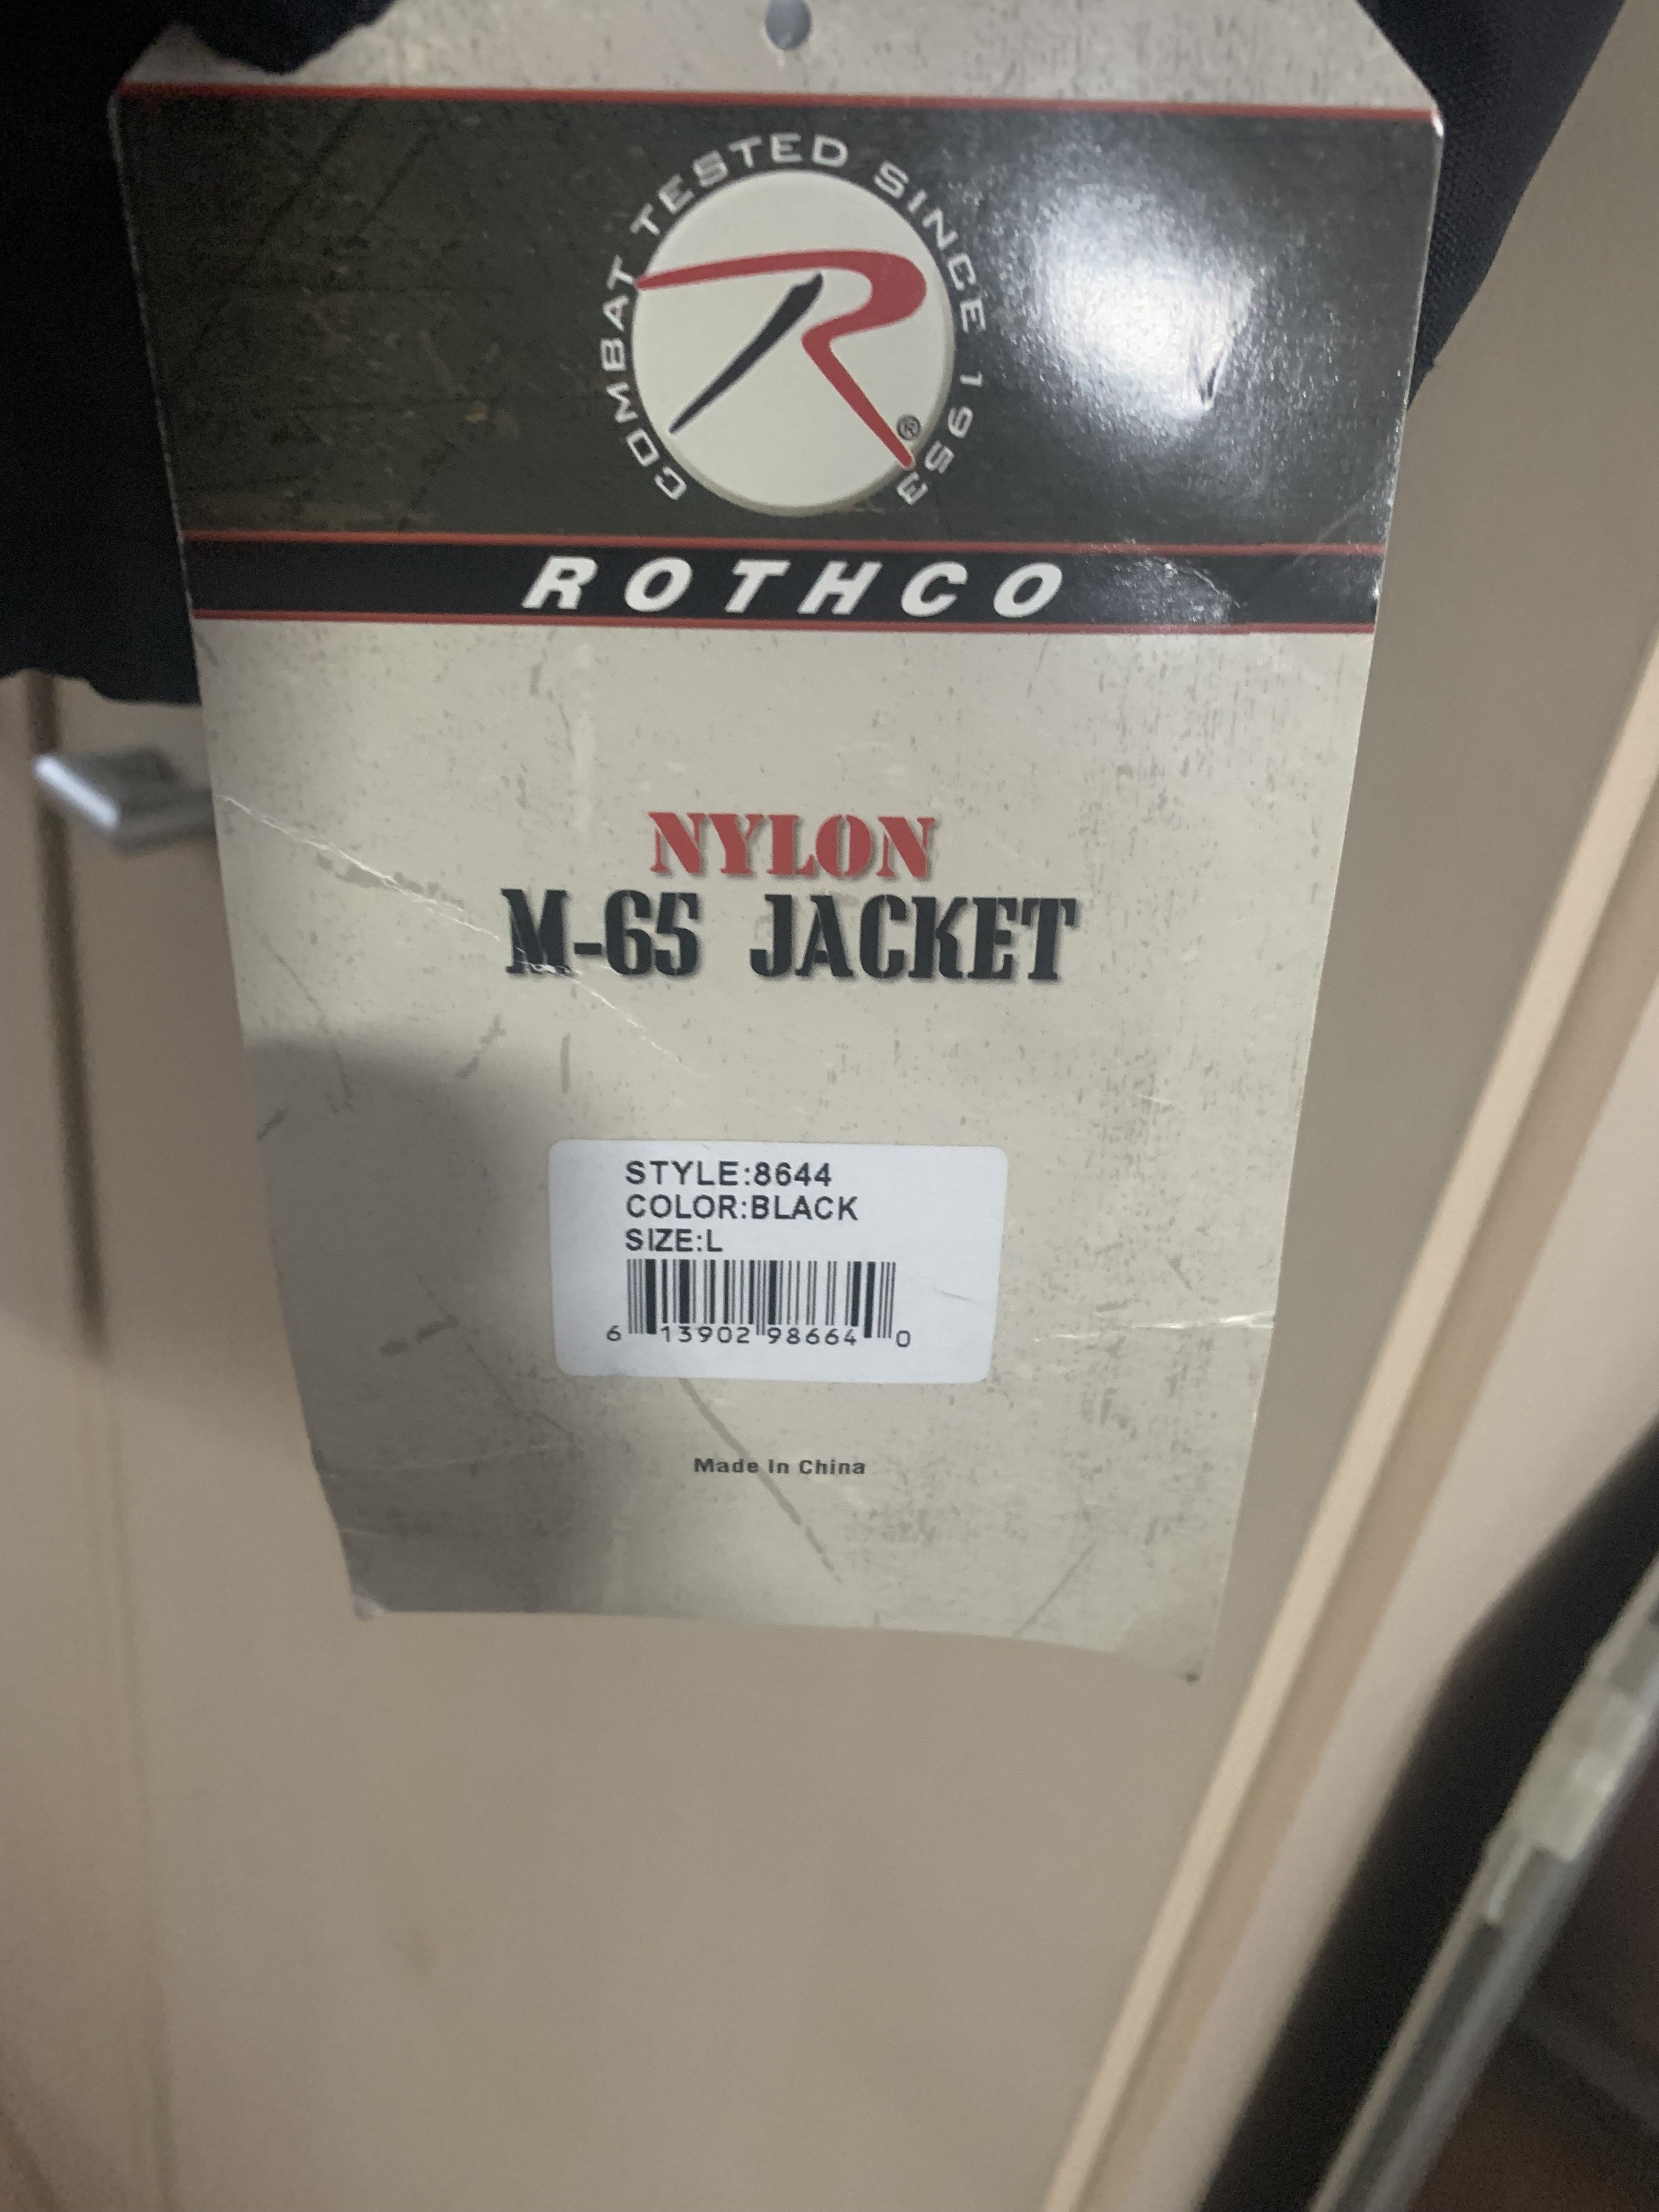 COMBAT TESTED SINCE 1953
R®
ROTHCO
NYLON
M-65 JACKET
STYLE:8644
COLOR:BLACK
SIZE:L
6 13902 98664 0
Made In China